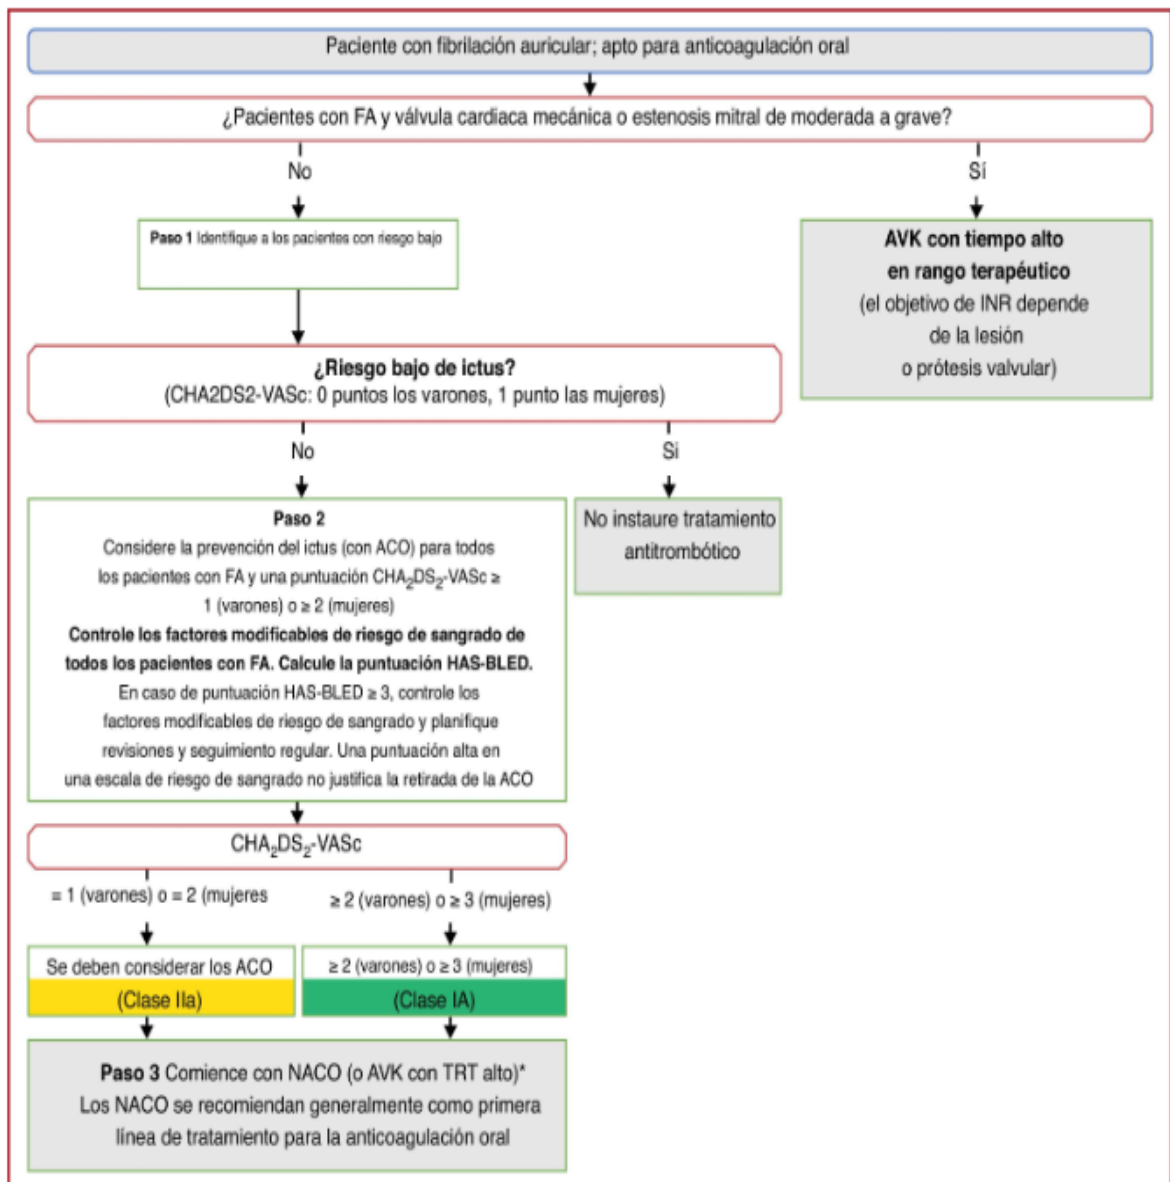 Paciente con fibrilación auricular; apto para anticoagulación oral
¿Pacientes con FA y válvula cardiaca mecánica o estenosis mitral de moderada a grave?
No
Sí
Paso 1 Identifique a los pacientes con riesgo bajo
AVK con tiempo alto
en rango terapéutico
(el objetivo de INR depende
de la lesión
o prótesis valvular)
¿Riesgo bajo de ictus?
(CHA2DS2-VASc: 0 puntos los varones, 1 punto las mujeres)
No
Si
Paso 2
Considere la prevención del ictus (con ACO) para todos
los pacientes con FA y una puntuación CHA₂DS₂-VASc ≥
1 (varones) o ≥ 2 (mujeres)
Controle los factores modificables de riesgo de sangrado de
todos los pacientes con FA. Calcule la puntuación HAS-BLED.
En caso de puntuación HAS-BLED ≥ 3, controle los
factores modificables de riesgo de sangrado y planifique
revisiones y seguimiento regular. Una puntuación alta en
una escala de riesgo de sangrado no justifica la retirada de la ACO
No instaure tratamiento
antitrombótico
CHA₂DS₂-VASc
= 1 (varones) o = 2 (mujeres
≥ 2 (varones) o ≥ 3 (mujeres)
Se deben considerar los ACO
(Clase IIa)
≥ 2 (varones) o ≥ 3 (mujeres)
(Clase IA)
Paso 3 Comience con NACO (o AVK con TRT alto)*
Los NACO se recomiendan generalmente como primera
línea de tratamiento para la anticoagulación oral